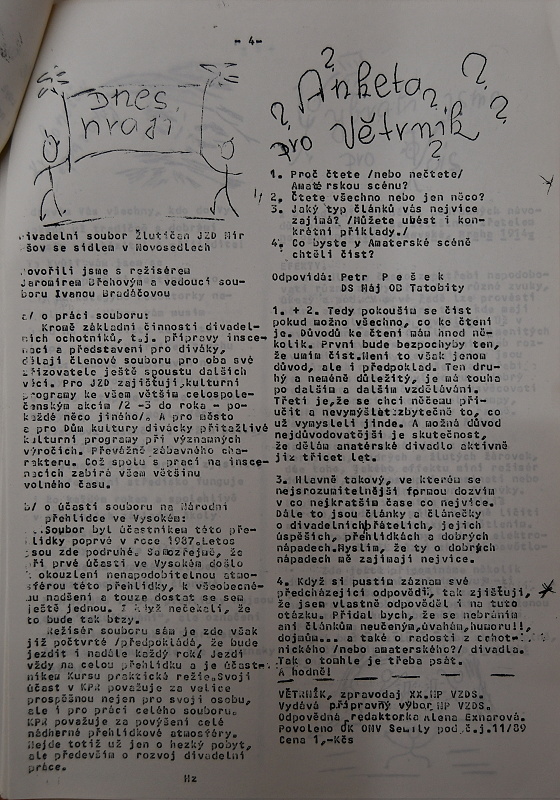 - 4-
Dnes
hrají
Divadelní soubor Žlutičan JZD Mír
šov se sídlem v Novosedlech
Hovořili jsme s režisérem
Jaromírem Břehovým a vedoucí sou-
boru Ivanou Bradáčovou
a/ o práci souboru:
Kromě základní činnosti divadel-
ních ochotníků, t.j. přípravy insce-
nací a představení pro diváky,
dělají členové souboru pro oba své
zřizovatele ještě spoustu dalších
věcí. Pro JZD zajišťují kulturní
programy ke všem větším celospole-
čenským akcím /2 -3 do roka - po-
každé něco jiného/. A pro město
a pro Dům kultury divácky přitažlivé
kulturní programy při významných
výročích. Převážně zábavného cha-
rakteru. Což spolu s prací na insce-
nacích zabírá všem většinu
volného času.
b/ o účasti souboru na Národní
přehlídce ve Vysokém:
Soubor byl účastníkem této pře-
lídky poprvé v roce 1987.Letos
jsou zde podruhé. Samozřejmě, že
při prvé účasti ve Vysokém došlo
k okouzlení nenapodobitelnou atmo-
sférou této přehlídky, k všeobecné-
mu nadšení a touze dostat se sem
ještě jednou. I když nečekali, že
to bude tak brzy.
Režisér souboru sám je zde však
již počtvrté /předpokládá, že bude
jezdit i nadále každý rok/ Jezdí
vždy na celou přehlídku a je účast-
níkem Kursu praktické režie.Svoji
účast v KPR považuje za velice
prospěšnou nejen pro svoji osobu,
ale i pro práci celého souboru.
KPR považuje za povýšení celé
nádherné přehlídkové atmosféry.
Nejde totiž už jen o hezký pobyt,
ale především o rozvoj divadelní
práce.
Hz
Anketa
pro Větrník
1. Proč čtete /nebo nečtete/
Amatérskou scénu?
2. Čtete všechno nebo jen něco?
3. Jaký typ článků vás nejvíce
zajímá? /Můžete uvést i kon-
krétní příklady./
4. Co byste v Amaterské scéně
chtěli číst?
Odpovídá: Petr P e š e k
DS Máj OB Tatobity
1. + 2. Tedy pokouším se číst
pokud možno všechno, co ke čtení
je. Důvodů ke čtení mám hned ně-
kolik. První bude bezpochyby ten,
že umím číst.Není to však jenom
důvod, ale i předpoklad. Ten dru-
hý a neméně důležitý, je má touha
po dalším a dalším vzdělávání.
Třetí je,že se chci něčemu při-
učit a nevymýšlet zbytečně to, co
už vymysleli jinde. A možná důvod
nejdůvodovatější je skutečnost,
že dělám amatérské divadlo aktivně
již třicet let.
3. Hlavně takový, ve kterém se
nejsrozumitelnější formou dozvím
v co nejkratším čase co nejvíce.
Dále to jsou články a článečky
o divadelních přátelích, jejich
úspěších, přehlídkách a dobrých
nápadech.Myslím, že ty o dobrých
nápadech mě zajímají nejvíce.
4. Když si pustím záznam své
předcházející odpovědi, tak zjišťuji,
že jsem vlastně odpověděl i na tuto
otázku. Přidal bych, že se nebráním
ani článkům neučeným,úvahám,humoru!!,
dojmům... a také o radosti z ochot-
nického /nebo amaterského?/ divadla.
Tak o tomhle je třeba psát.
A hodně!
VĚTRNÍK, zpravodaj XX.NP VZDS.
Vydává přípravný výbor NP VZDS.
Odpovědná redaktorka Alena Exnarová.
Povoleno OK ONV Semily pod č.j.11/89
Cena 1,-Kčs